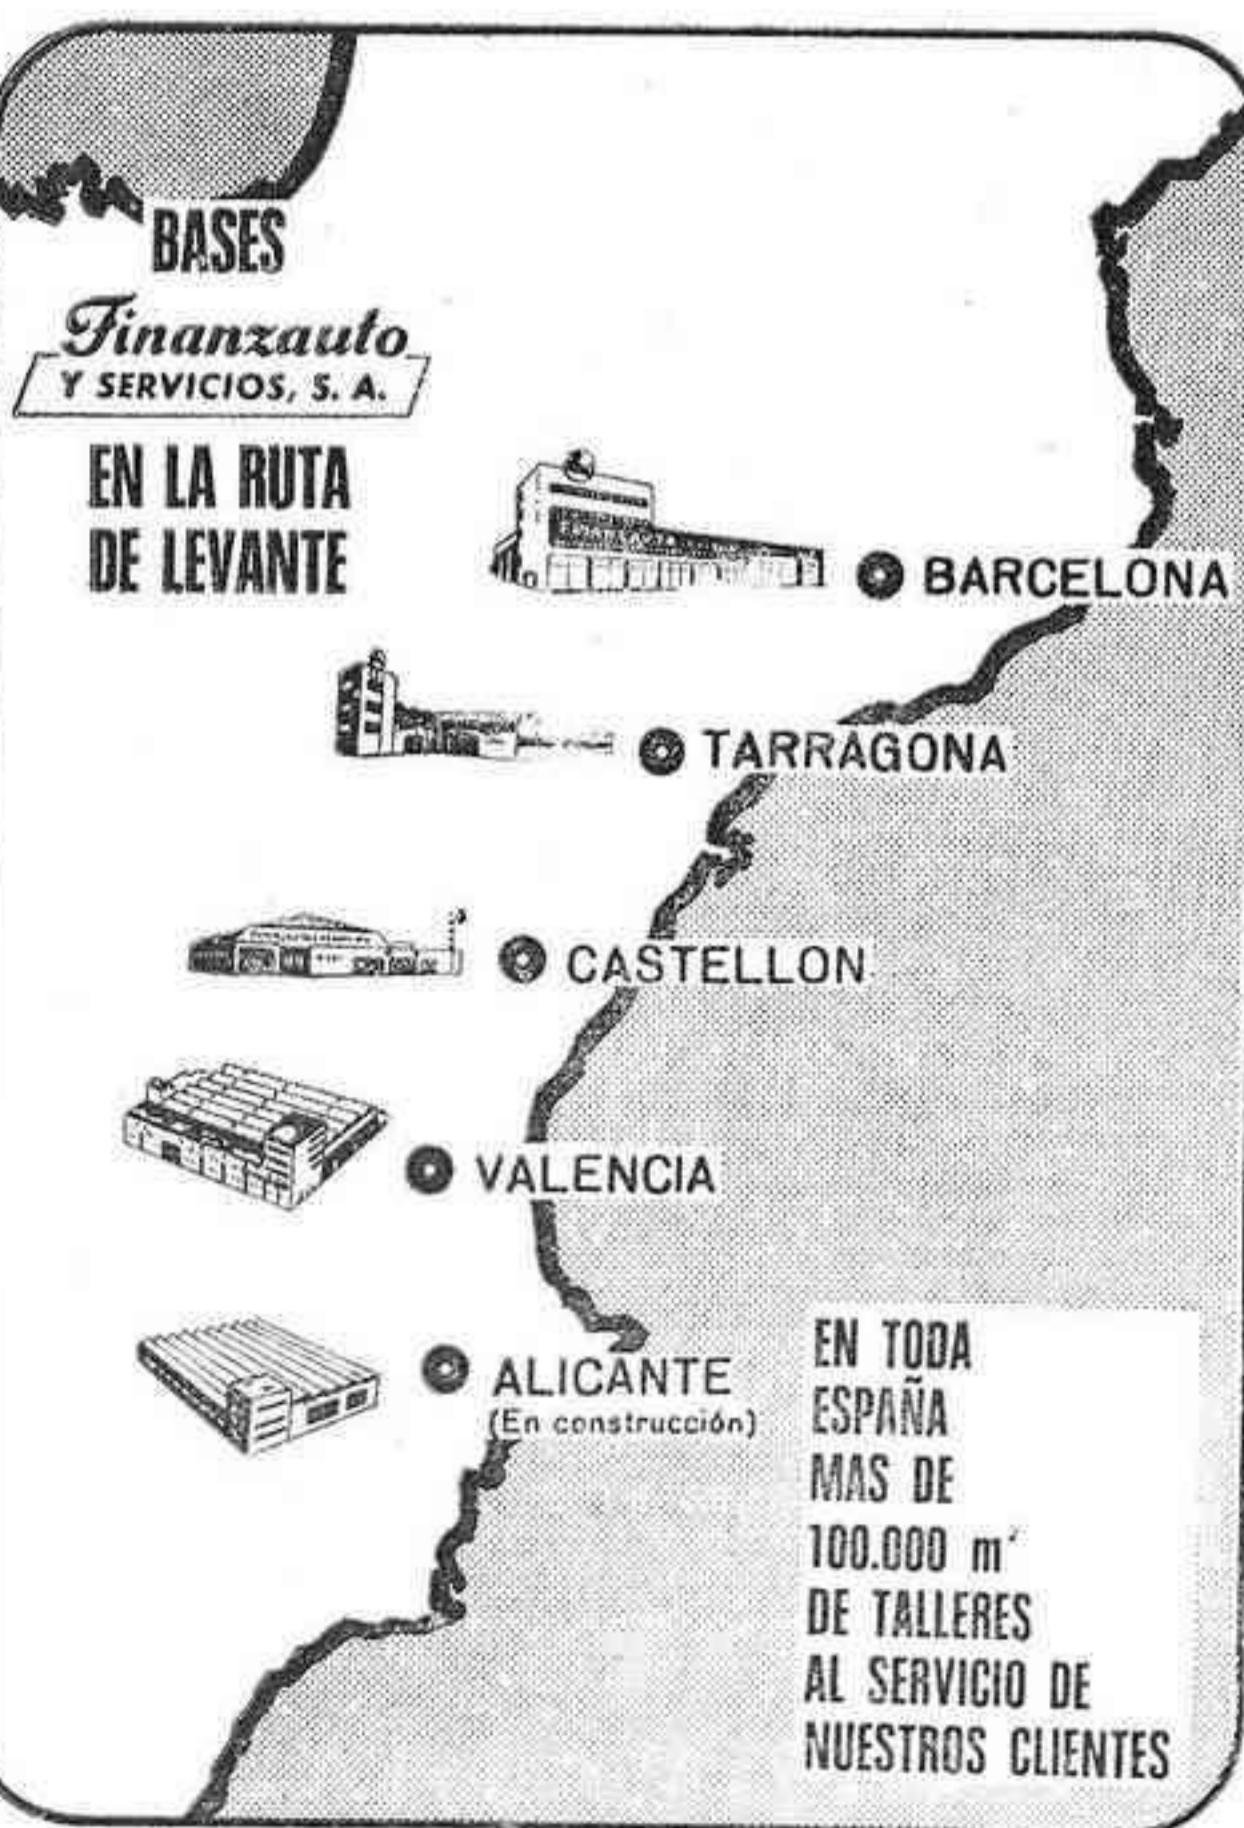 BASES
Finanzauto
Y SERVICIOS, S. A.
EN LA RUTA
DE LEVANTE
BARCELONA
TARRAGONA
CASTELLON
VALENCIA
ALICANTE
(En construcción)
EN TODA
ESPAÑA
MAS DE
100.000 m²
DE TALLERES
AL SERVICIO DE
NUESTROS CLIENTES